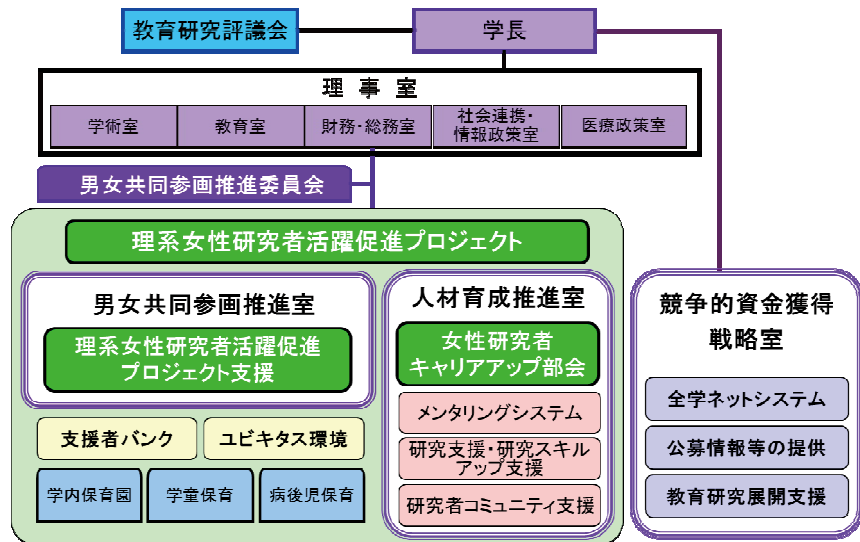 教育研究評議会
学長
理事室
学術室
教育室
財務・総務室
社会連携・
情報政策室
医療政策室
男女共同参画推進委員会
理系女性研究者活躍促進プロジェクト
男女共同参画推進室
理系女性研究者活躍促進
プロジェクト支援
支援者バンク
ユビキタス環境
学内保育園
学童保育
病後児保育
人材育成推進室
女性研究者
キャリアアップ部会
メンタリングシステム
研究支援・研究スキル
アップ支援
研究者コミュニティ支援
競争的資金獲得
戦略室
全学ネットシステム
公募情報等の提供
教育研究展開支援